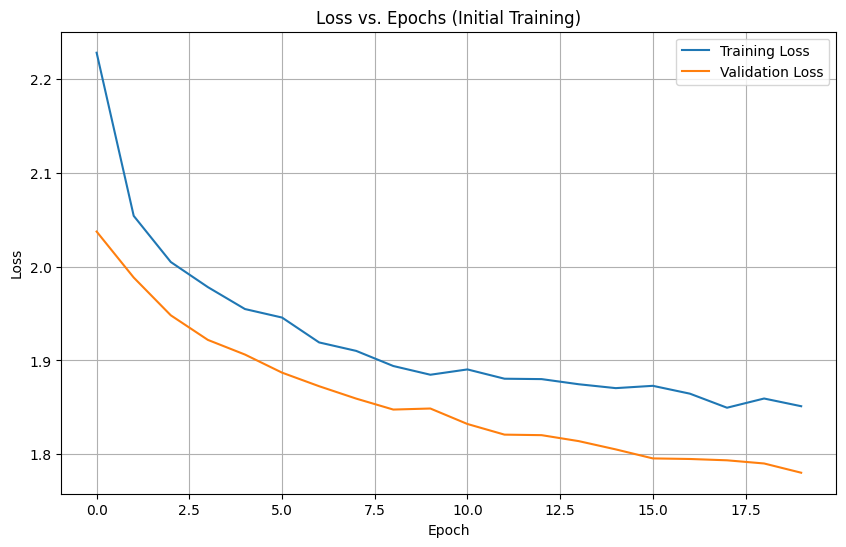 Loss vs. Epochs (Initial Training)
Training Loss
Validation Loss
2.2
2.1
2.0
1.9
1.8
Loss
0.0 2.5 5.0 7.5 10.0 12.5 15.0 17.5
Epoch